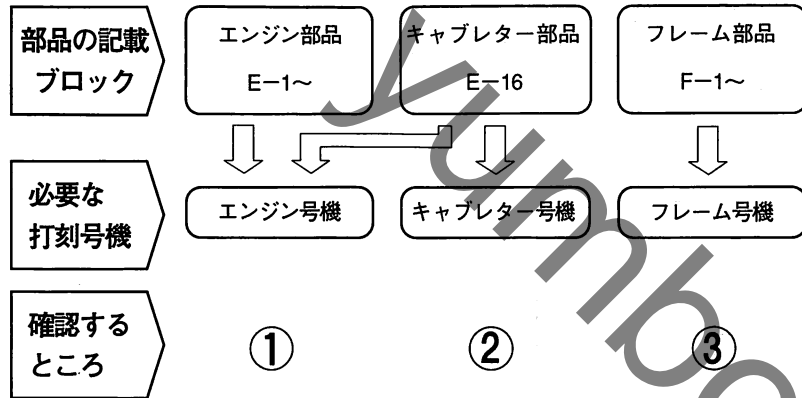 部品の記載
ブロック
エンジン部品
E－1～
キャブレター部品
E－16
フレーム部品
F－1～
必要な
打刻号機
エンジン号機
キャブレター号機
フレーム号機
確認する
ところ
①
②
③
yumbo